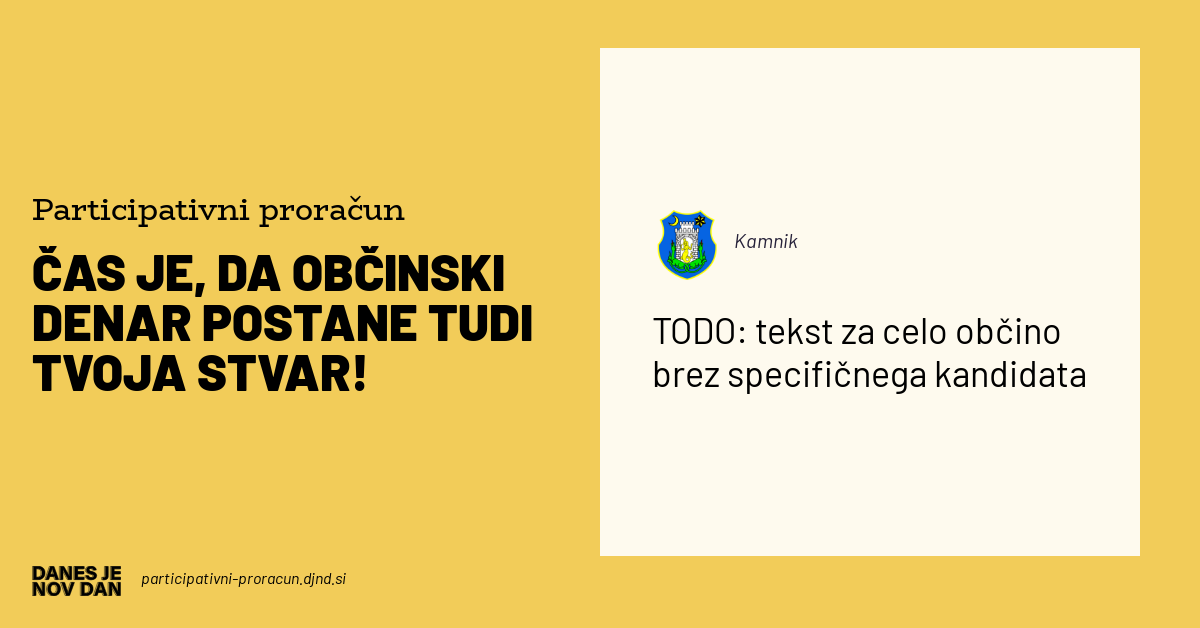 Participativni proračun
ČAS JE, DA OBČINSKI
DENAR POSTANE TUDI
TVOJA STVAR!
DANES JE
NOV DAN
participativni-proracun.djnd.si
Kamnik
TODO: tekst za celo občino
brez specifičnega kandidata